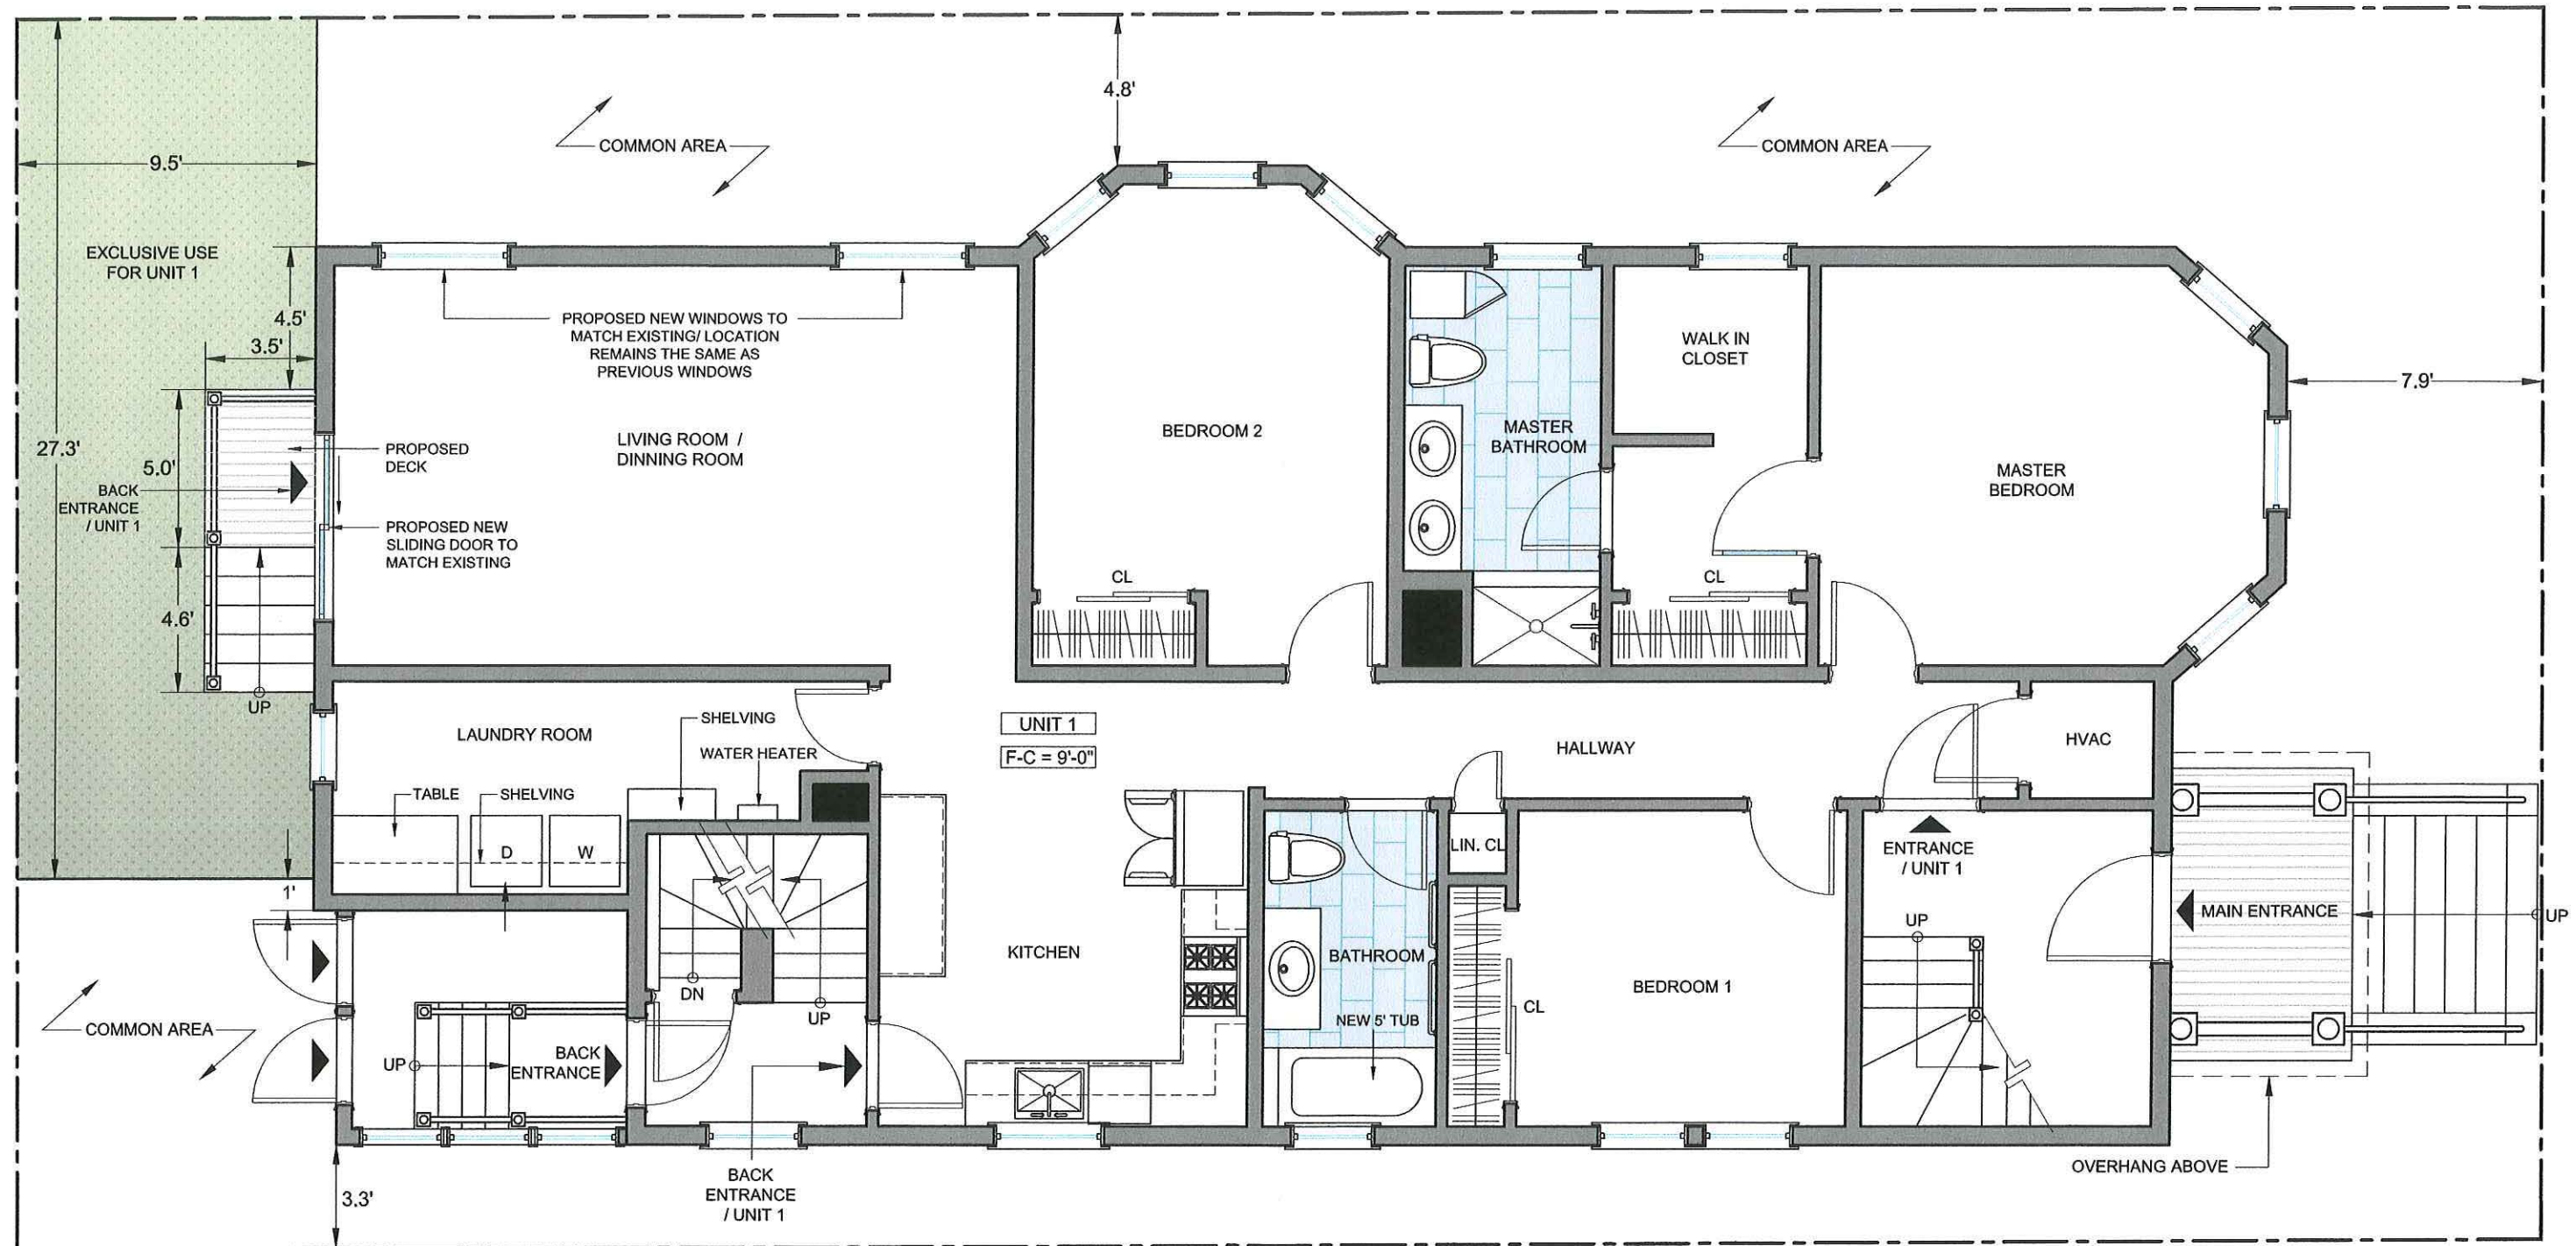 4.8'
COMMON AREA
COMMON AREA
9.5'
EXCLUSIVE USE
FOR UNIT 1
4.5'
3.5'
27.3'
5.0'
BACK
ENTRANCE
/ UNIT 1
4.6'
UP
PROPOSED NEW WINDOWS TO
MATCH EXISTING/ LOCATION
REMAINS THE SAME AS
PREVIOUS WINDOWS
PROPOSED
DECK
LIVING ROOM /
DINNING ROOM
PROPOSED NEW
SLIDING DOOR TO
MATCH EXISTING
BEDROOM 2
CL
MASTER
BATHROOM
WALK IN
CLOSET
CL
MASTER
BEDROOM
7.9'
LAUNDRY ROOM
SHELVING
WATER HEATER
TABLE
SHELVING
D
W
UNIT 1
F-C = 9'-0"
HALLWAY
HVAC
1'
LIN. CL
ENTRANCE
/ UNIT 1
UP
MAIN ENTRANCE
UP
KITCHEN
BATHROOM
NEW 5' TUB
CL
BEDROOM 1
DN
UP
COMMON AREA
UP
BACK
ENTRANCE
BACK
ENTRANCE
/ UNIT 1
OVERHANG ABOVE
3.3'